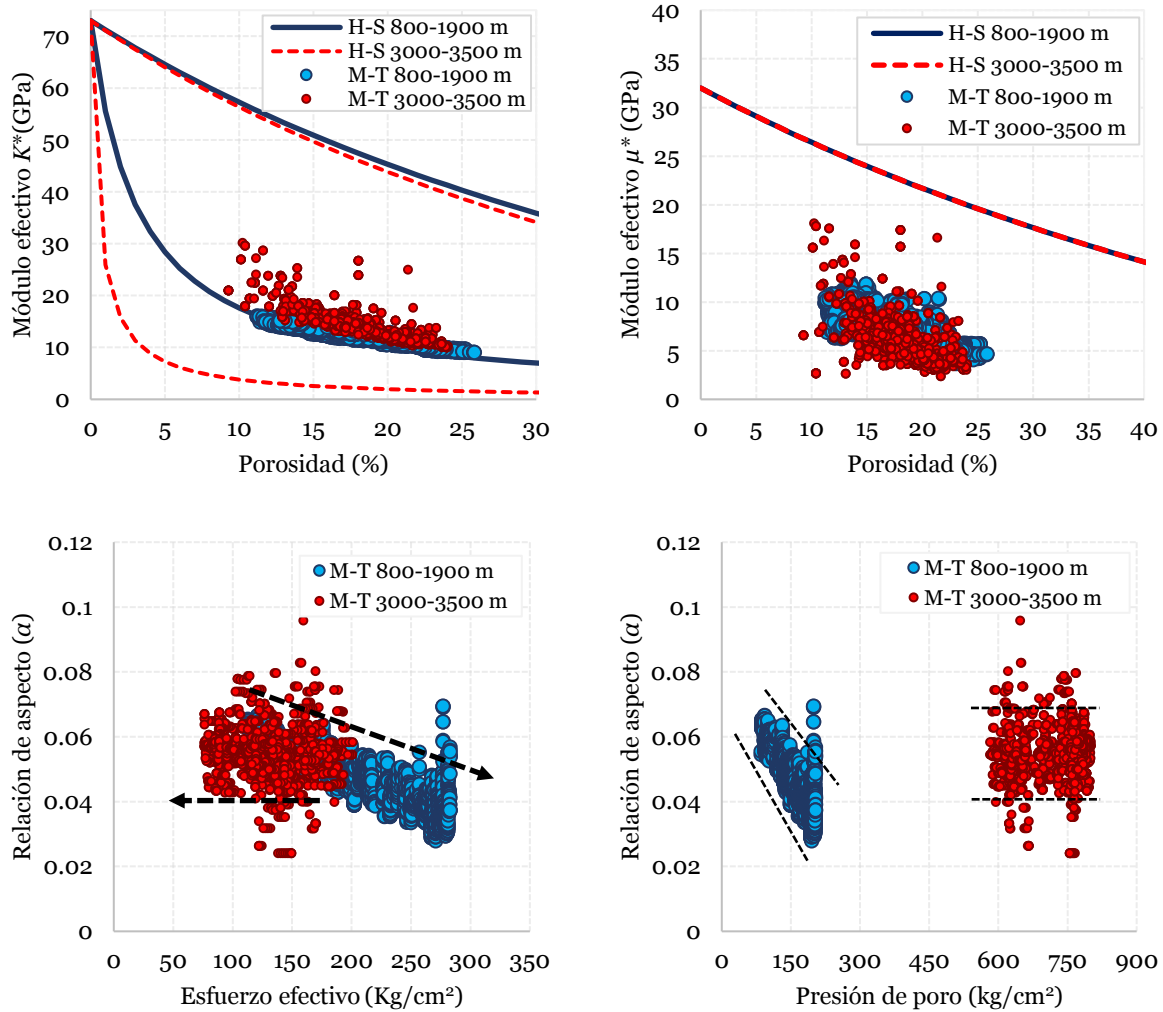 Módulo efectivo K* (GPa)
70
60
50
40
30
20
10
0
H-S 800-1900 m
H-S 3000-3500 m
M-T 800-1900 m
M-T 3000-3500 m
0 5 10 15 20 25 30
Porosidad (%)
Módulo efectivo μ* (GPa)
40
35
30
25
20
15
10
5
0
H-S 800-1900 m
H-S 3000-3500 m
M-T 800-1900 m
M-T 3000-3500 m
0 5 10 15 20 25 30 35 40
Porosidad (%)
Relación de aspecto (α)
0.12
0.1
0.08
0.06
0.04
0.02
0
M-T 800-1900 m
M-T 3000-3500 m
0 50 100 150 200 250 300 350
Esfuerzo efectivo (Kg/cm²)
Relación de aspecto (α)
0.12
0.1
0.08
0.06
0.04
0.02
0
M-T 800-1900 m
M-T 3000-3500 m
0 150 300 450 600 750 900
Presión de poro (kg/cm²)